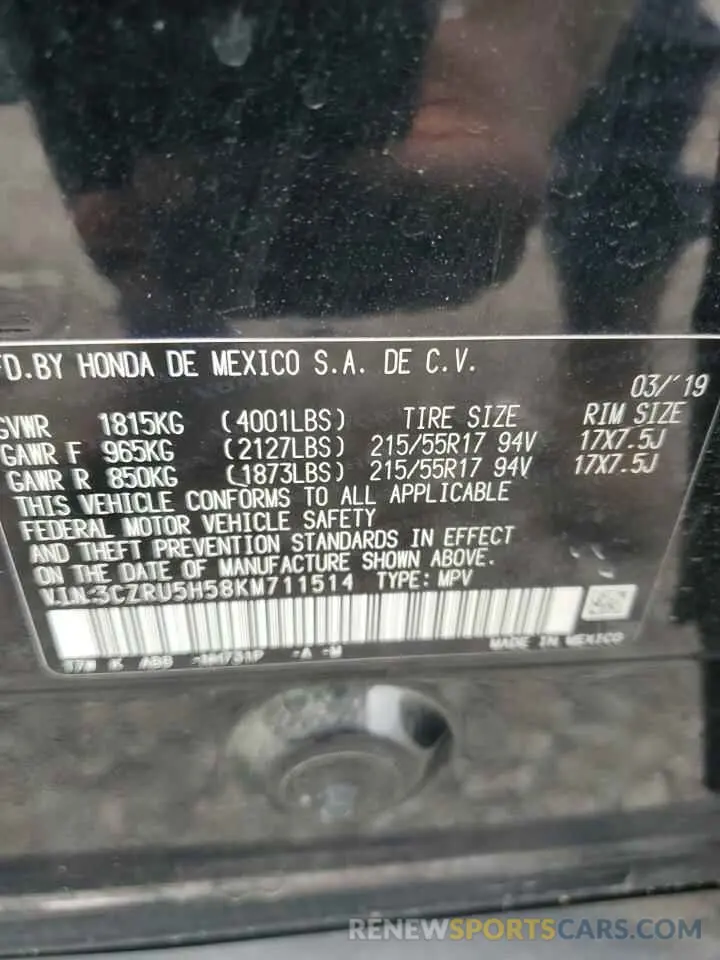 FD.BY HONDA DE MEXICO S.A. DE C.V.
03/'19
GVWR 1815KG (4001LBS) TIRE SIZE RIM SIZE
GAWR F 965KG (2127LBS) 215/55R17 94V 17X7.5J
GAWR R 850KG (1873LBS) 215/55R17 94V 17X7.5J
THIS VEHICLE CONFORMS TO ALL APPLICABLE
FEDERAL MOTOR VEHICLE SAFETY
AND THEFT PREVENTION STANDARDS IN EFFECT
ON THE DATE OF MANUFACTURE SHOWN ABOVE.
V.I.N:3CZRU5H58KM711514 TYPE: MPV
MADE IN MEXICO
RENEWSPORTSCARS.COM